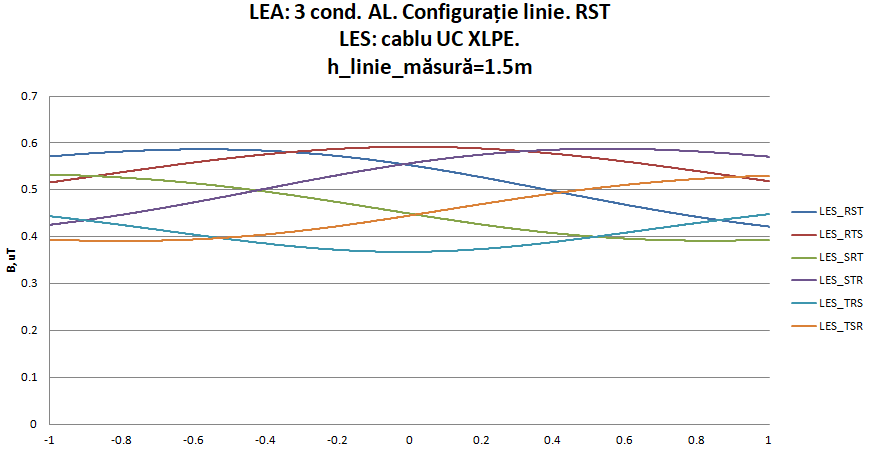 LEA: 3 cond. AL. Configurație linie. RST
LES: cablu UC XLPE.
h_linie_măsură=1.5m
0.7
0.6
0.5
0.4
0.3
0.2
0.1
0
B,uT
-1 -0.8 -0.6 -0.4 -0.2 0 0.2 0.4 0.6 0.8 1
LES_RST
LES_RTS
LES_SRT
LES_STR
LES_TRS
LES_TSR